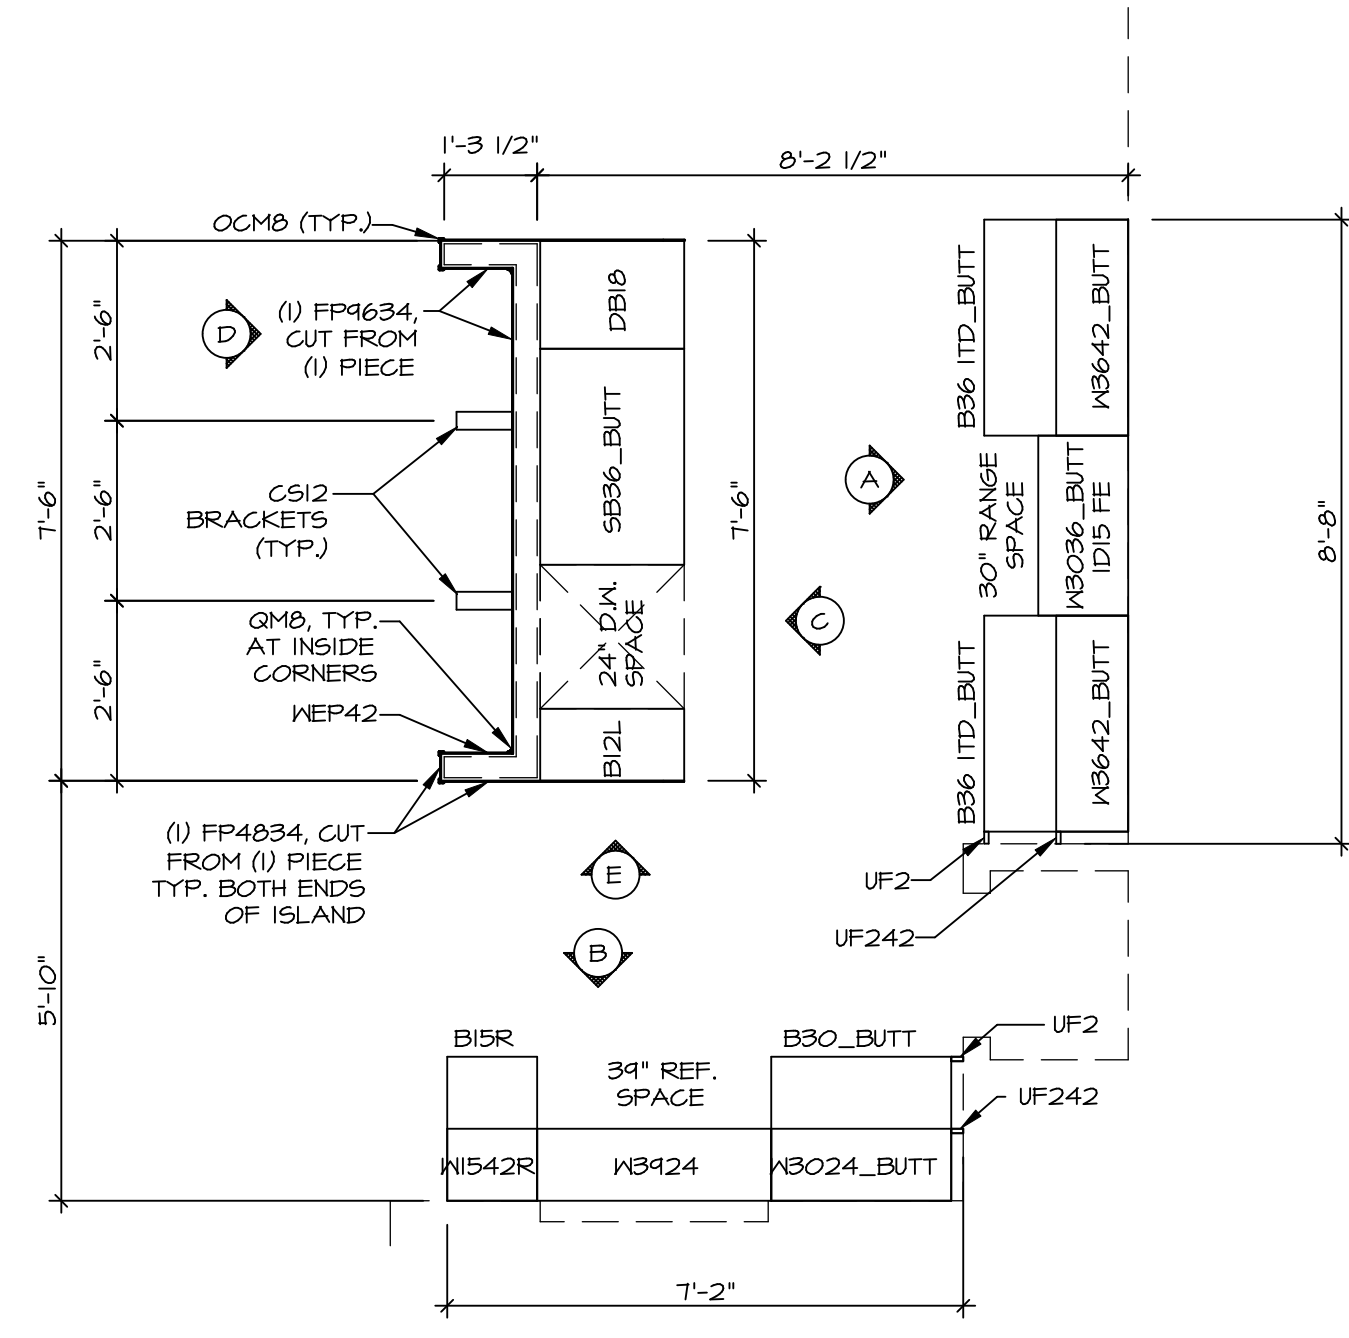 1'-3 1/2"
8'-2 1/2"
OCM8 (TYP.)
(1) FP9634,
CUT FROM
(1) PIECE
D
2'-6"
2'-6"
2'-6"
7'-6"
5'-10"
CS12
BRACKETS
(TYP.)
QM8, TYP.
AT INSIDE
CORNERS
WEP42
(1) FP4834, CUT
FROM (1) PIECE
TYP. BOTH ENDS
OF ISLAND
DB18
SB36_BUTT
24" D.W.
SPACE
B12L
7'-6"
A
C
E
B
B36 1TD_BUTT
W3642_BUTT
30" RANGE
SPACE
W3036_BUTT
1D15 FE
B36 1TD_BUTT
W3642_BUTT
8'-8"
UF2
UF242
B15R
39" REF.
SPACE
B30_BUTT
UF2
UF242
W1542R
W3924
W3024_BUTT
7'-2"